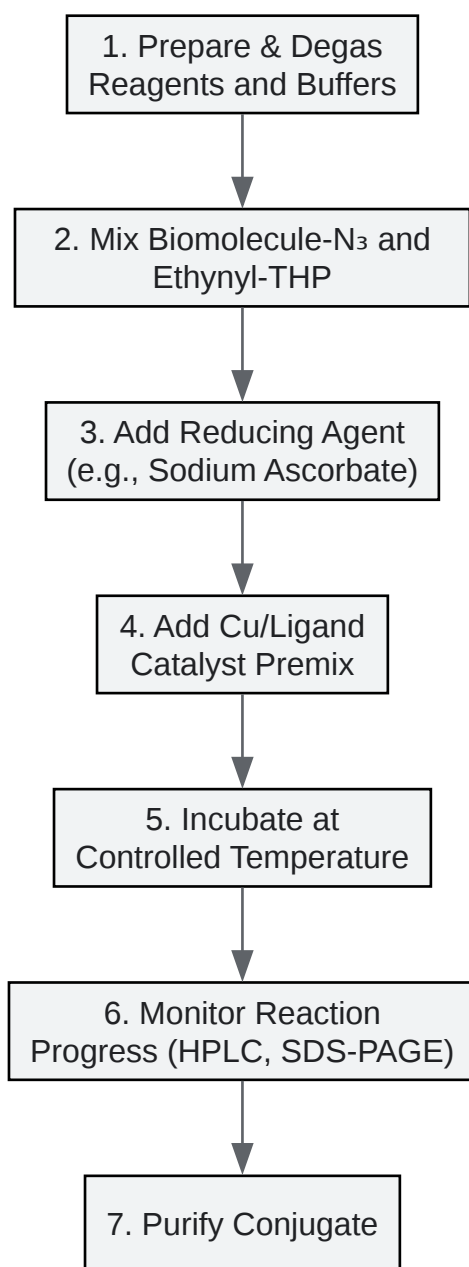 1. Prepare & Degas
Reagents and Buffers
2. Mix Biomolecule-N₃ and
Ethynyl-THP
3. Add Reducing Agent
(e.g., Sodium Ascorbate)
4. Add Cu/Ligand
Catalyst Premix
5. Incubate at
Controlled Temperature
6. Monitor Reaction
Progress (HPLC, SDS-PAGE)
7. Purify Conjugate